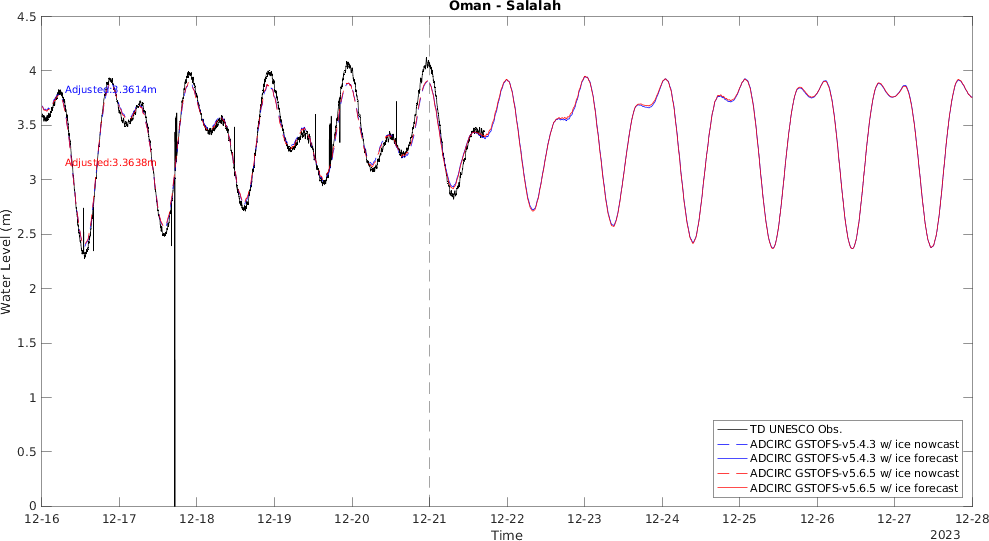 Oman - Salalah
4.5
4
3.5
3
2.5
2
1.5
1
0.5
0
Water Level (m)
Adjusted:3.3614m
Adjusted:3.3638m
TD UNESCO Obs.
ADCIRC GSTOFS-v5.4.3 w/ ice nowcast
ADCIRC GSTOFS-v5.4.3 w/ ice forecast
ADCIRC GSTOFS-v5.6.5 w/ ice nowcast
ADCIRC GSTOFS-v5.6.5 w/ ice forecast
12-16 12-17 12-18 12-19 12-20 12-21 12-22 12-23 12-24 12-25 12-26 12-27 12-28
Time
2023